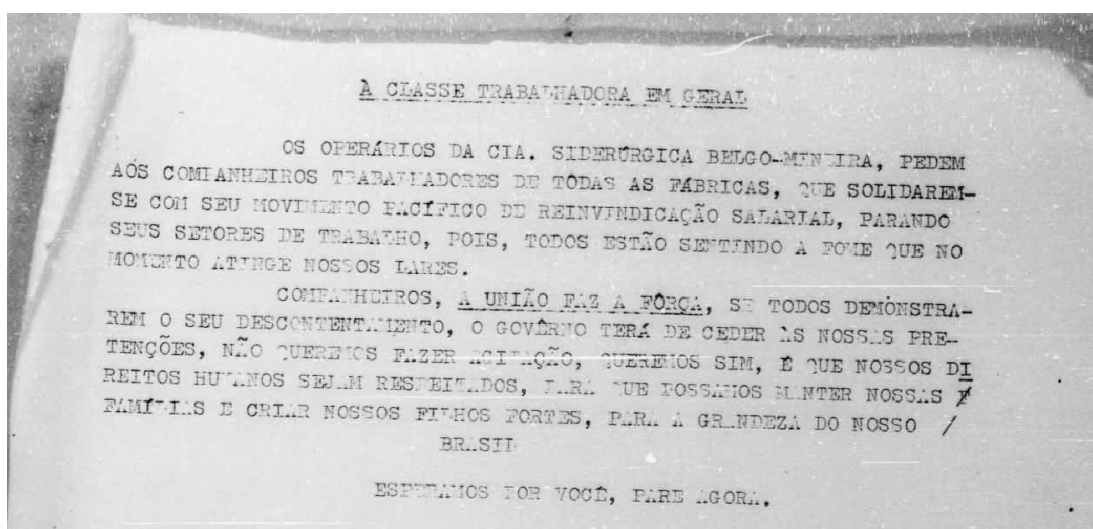 À CLASSE TRABALHADORA EM GERAL
OS OPERÁRIOS DA CIA. SIDERÚRGICA BELGO-MINEIRA, PEDEM
AÓS COMPANHEIROS TRABALHADORES DE TÔDAS AS FÁBRICAS, QUE SOLIDAREM-
SE COM SEU MOVIMENTO PACÍFICO DE REINVINDICAÇÃO SALARIAL, PARANDO
SEUS SETORES DE TRABALHO, POIS, TODOS ESTÃO SENTINDO A FOME QUE NO
MOMENTO ATINGE NOSSOS LARES.
COMPANHEIROS, A UNIÃO FAZ A FÔRÇA, SE TODOS DEMÓNSTRA-
REM O SEU DESCONTENTAMENTO, O GOVÊRNO TERÁ DE CEDER ÀS NOSSAS PRE-
TENÇÕES, NÃO QUEREMOS FAZER AGITAÇÃO, QUEREMOS SIM, É QUE NOSSOS DI
REITOS HUMANOS SEJAM RESPEITADOS, PARA QUE POSSAMOS MANTER NOSSAS F
FAMÍLIAS E CRIAR NOSSOS FILHOS FORTES, PARA A GRANDEZA DO NOSSO /
BRASIL
ESPERAMOS POR VOCÊ, PARE AGORA.